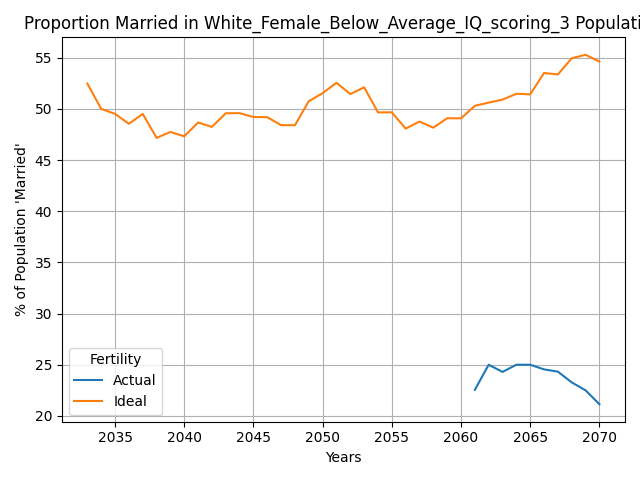 Proportion Married in White_Female_Below_Average_IQ_scoring_3 Populati
% of Population 'Married'
55
50
45
40
35
30
25
20
Fertility
Actual
Ideal
2035 2040 2045 2050 2055 2060 2065 2070
Years